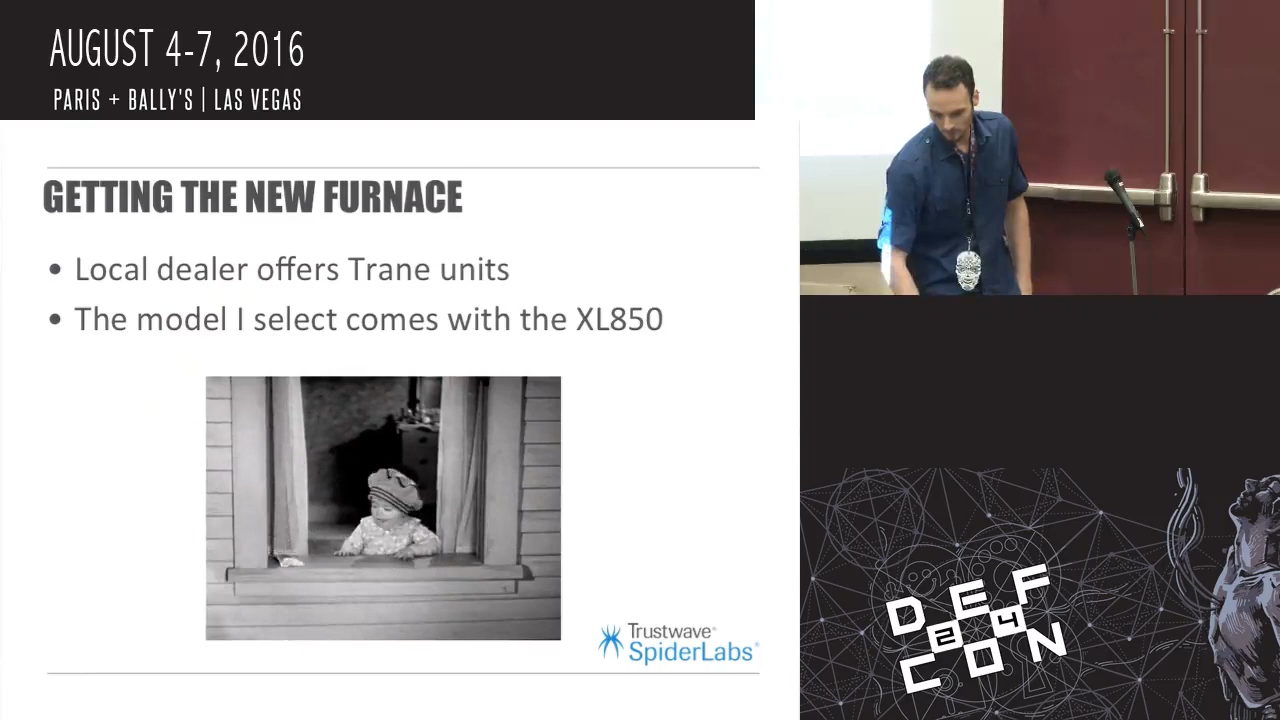 AUGUST 4-7, 2016
PARIS + BALLY'S | LAS VEGAS
GETTING THE NEW FURNACE
• Local dealer offers Trane units
• The model I select comes with the XL850
Trustwave®
SpiderLabs®
DEF
24
CON